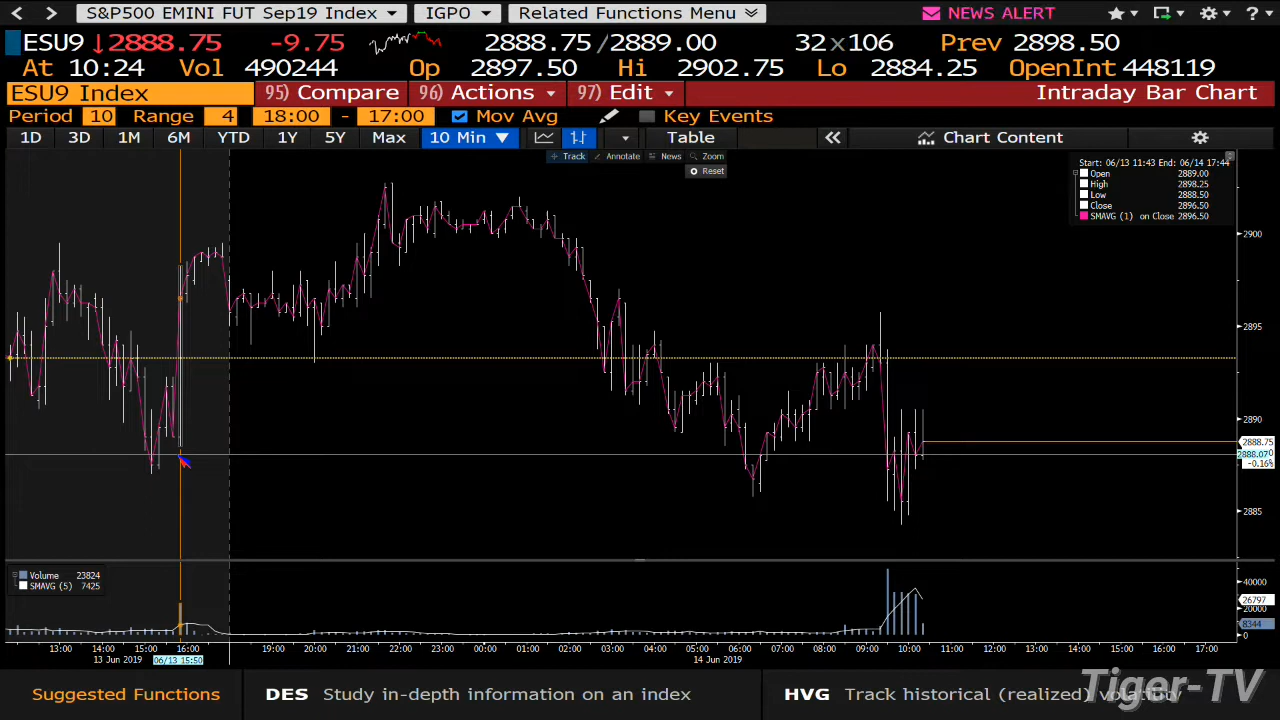 S&P500 EMINI FUT Sep19 Index IGPO Related Functions Menu NEWS ALERT ?
ESU9 ↓2888.75 -9.75 2888.75/2889.00 32x106 Prev 2898.50
At 10:24 Vol 490244 Op 2897.50 Hi 2902.75 Lo 2884.25 OpenInt 448119
ESU9 Index 95) Compare 96) Actions 97) Edit Intraday Bar Chart
Period 10 Range 4 18:00 - 17:00 Mov Avg Key Events
1D 3D 1M 6M YTD 1Y 5Y Max 10 Min ▼ Table « Chart Content
Track Annotate News Zoom
Reset
Start: 06/13 11:43 End: 06/14 17:44
Open 2889.00
High 2898.25
Low 2888.50
Close 2896.50
SMAVG (1) on Close 2896.50
2900
2895
2890
2888.75
2888.070
-0.16%
2885
Volume 23824
SMAVG (5) 7425
40000
26797
20000
8344
0
13:00 14:00 15:00 16:00 19:00 20:00 21:00 22:00 23:00 00:00 01:00 02:00 03:00 04:00 05:00 06:00 07:00 08:00 09:00 10:00 11:00 12:00 13:00 14:00 15:00 16:00 17:00
13 Jun 2019 06/13 15:50 14 Jun 2019
Suggested Functions DES Study in-depth information on an index HVG Track historical (realized) volatility
Tiger-TV